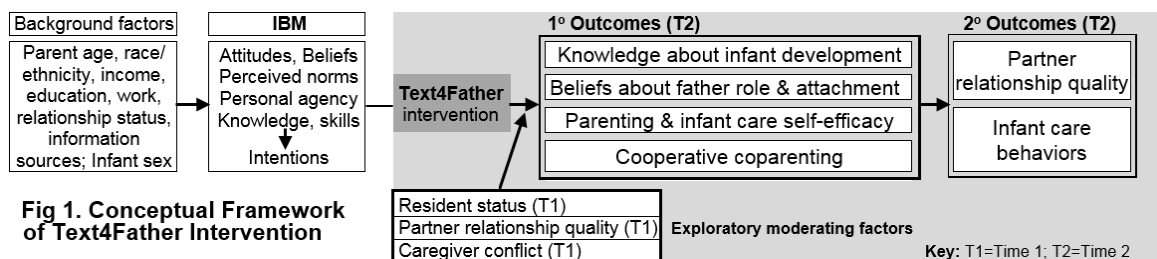 Background factors
Parent age, race/
ethnicity, income,
education, work,
relationship status,
information
sources; Infant sex
IBM
Attitudes, Beliefs
Perceived norms
Personal agency
Knowledge, skills
Intentions
Text4Father
intervention
1º Outcomes (T2)
Knowledge about infant development
Beliefs about father role & attachment
Parenting & infant care self-efficacy
Cooperative coparenting
2º Outcomes (T2)
Partner
relationship quality
Infant care
behaviors
Resident status (T1)
Partner relationship quality (T1)
Caregiver conflict (T1)
Exploratory moderating factors
Fig 1. Conceptual Framework
of Text4Father Intervention
Key: T1=Time 1; T2=Time 2